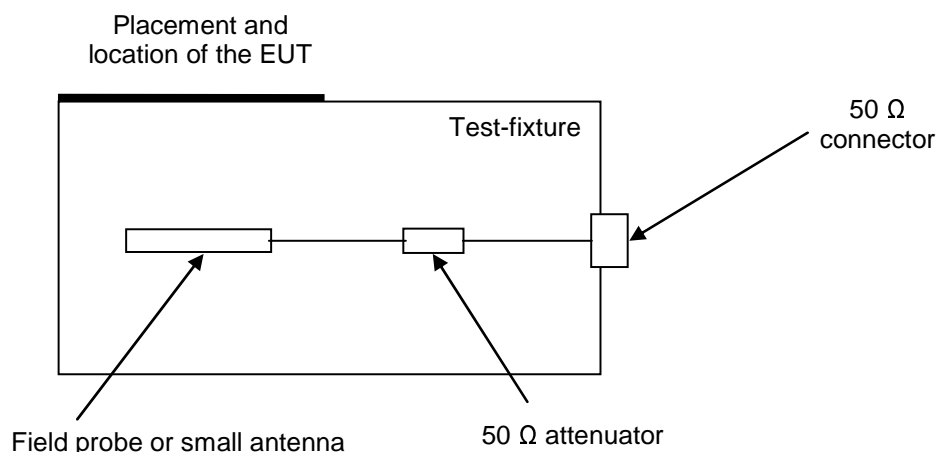 Placement and
location of the EUT
Test-fixture
50 Ω
connector
Field probe or small antenna
50 Ω attenuator